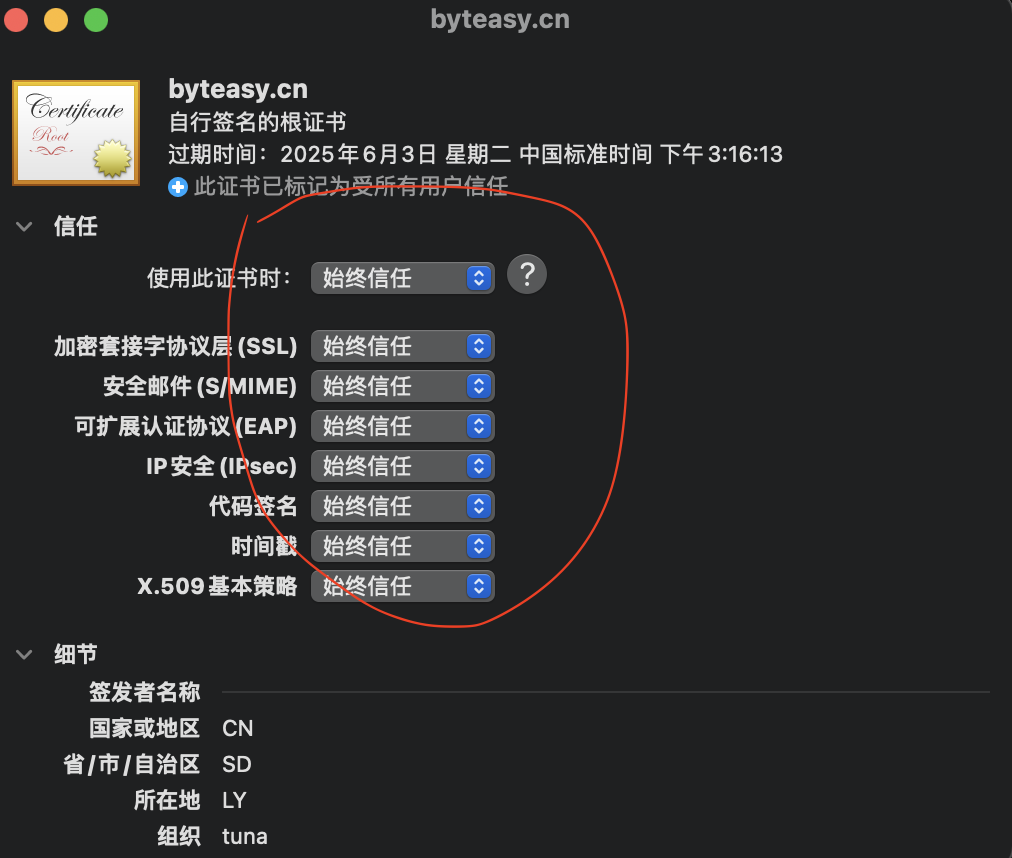 byteasy.cn
Certificate
Root
byteasy.cn
自行签名的根证书
过期时间：2025年6月3日 星期二 中国标准时间 下午3:16:13
此证书已标记为受所有用户信任
信任
使用此证书时： 始终信任 ?
加密套接字协议层 (SSL) 始终信任
安全邮件 (S/MIME) 始终信任
可扩展认证协议 (EAP) 始终信任
IP 安全 (IPsec) 始终信任
代码签名 始终信任
时间戳 始终信任
X.509 基本策略 始终信任
细节
签发者名称
国家或地区 CN
省/市/自治区 SD
所在地 LY
组织 tuna